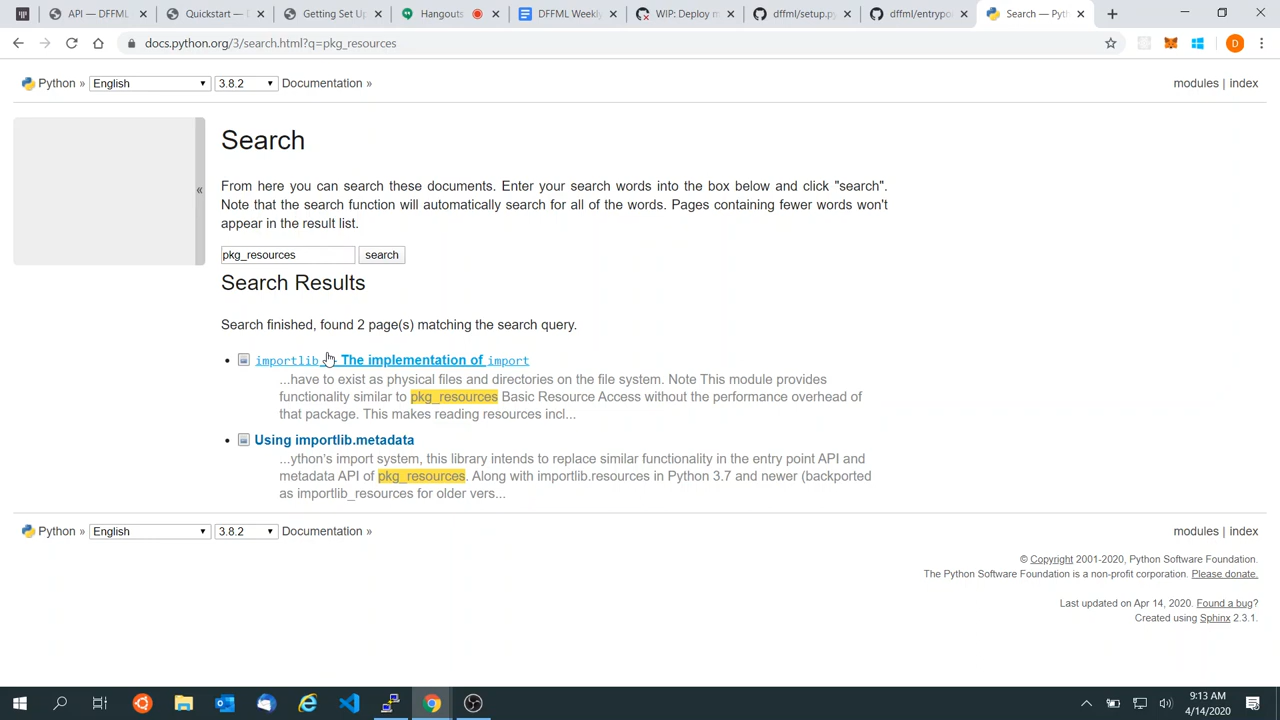 API — DFFML
Quickstart — D
Getting Set Up
Hangouts
DFFML Weekly
WIP: Deploy m
dffml/setup.py
dffml/entrypo
Search — Pyth
docs.python.org/3/search.html?q=pkg_resources
D
Python » English 3.8.2 Documentation »
modules | index
«
Search
From here you can search these documents. Enter your search words into the box below and click "search".
Note that the search function will automatically search for all of the words. Pages containing fewer words won't
appear in the result list.
pkg_resources search
Search Results
Search finished, found 2 page(s) matching the search query.
importlib — The implementation of import
...have to exist as physical files and directories on the file system. Note This module provides
functionality similar to pkg_resources Basic Resource Access without the performance overhead of
that package. This makes reading resources incl...
Using importlib.metadata
...ython’s import system, this library intends to replace similar functionality in the entry point API and
metadata API of pkg_resources. Along with importlib.resources in Python 3.7 and newer (backported
as importlib_resources for older vers...
Python » English 3.8.2 Documentation »
modules | index
© Copyright 2001-2020, Python Software Foundation.
The Python Software Foundation is a non-profit corporation. Please donate.
Last updated on Apr 14, 2020. Found a bug?
Created using Sphinx 2.3.1.
9:13 AM
4/14/2020